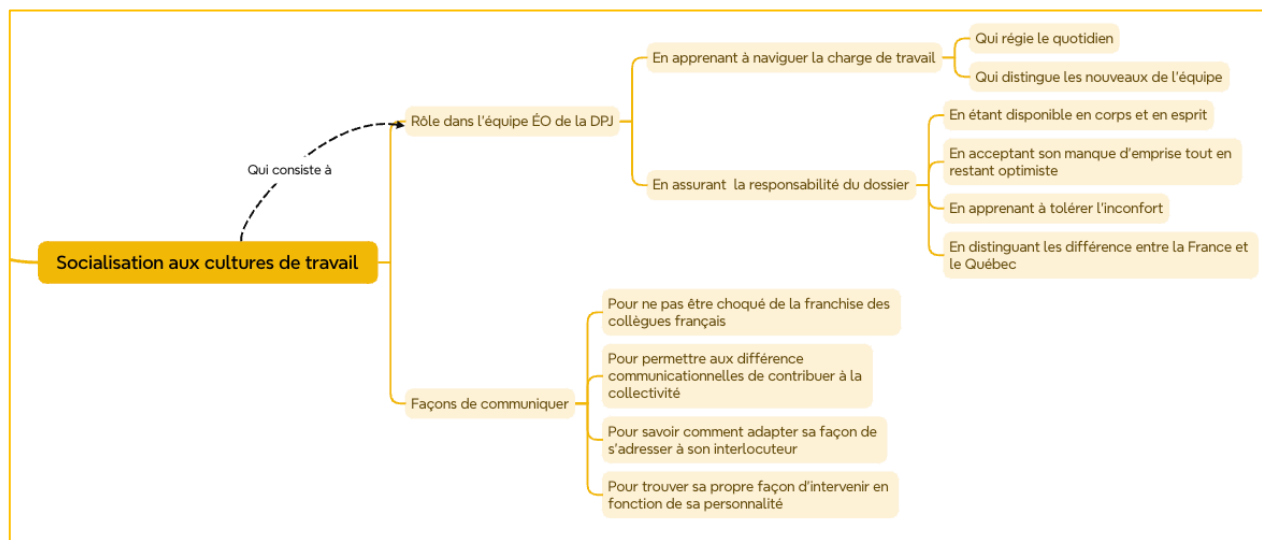 Qui consiste à
Socialisation aux cultures de travail
Rôle dans l'équipe ÉO de la DPJ
En apprenant à naviguer la charge de travail
Qui régie le quotidien
Qui distingue les nouveaux de l'équipe
En assurant  la responsabilité du dossier
En étant disponible en corps et en esprit
En acceptant son manque d'emprise tout en
restant optimiste
En apprenant à tolérer l'inconfort
En distinguant les différence entre la France et
le Québec
Façons de communiquer
Pour ne pas être choqué de la franchise des
collègues français
Pour permettre aux différence
communicationnelles de contribuer à la
collectivité
Pour savoir comment adapter sa façon de
s'adresser à son interlocuteur
Pour trouver sa propre façon d'intervenir en
fonction de sa personnalité